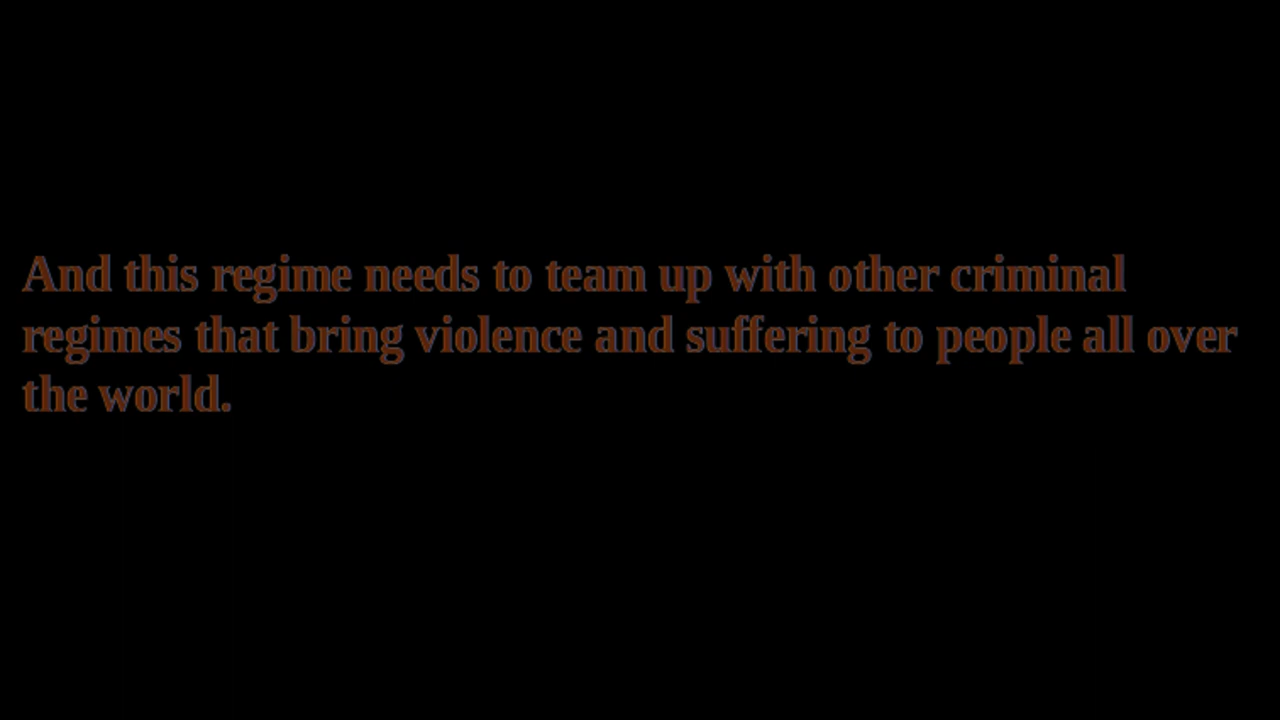 And this regime needs to team up with other criminal
regimes that bring violence and suffering to people all over
the world.